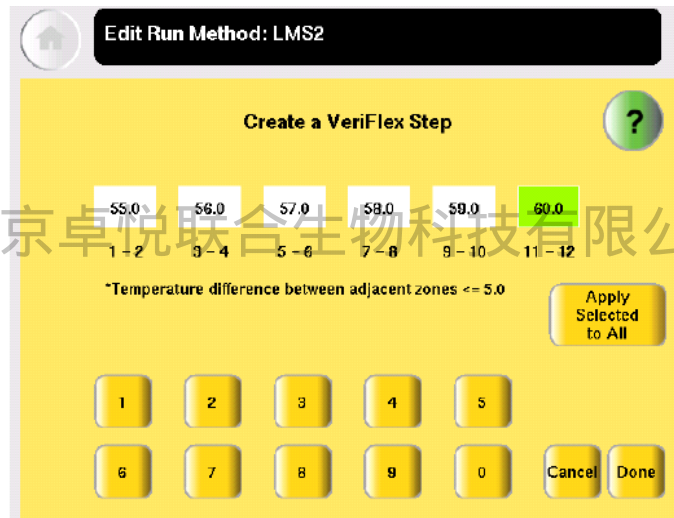 Edit Run Method: LMS2
Create a VeriFlex Step
?
55.0 56.0 57.0 58.0 59.0 60.0
京卓悦联合生物科技有限公
1 – 2 3 – 4 5 – 6 7 – 8 9 – 10 11 – 12
*Temperature difference between adjacent zones <= 5.0
Apply
Selected
to All
1 2 3 4 5
6 7 8 9 0 Cancel Done